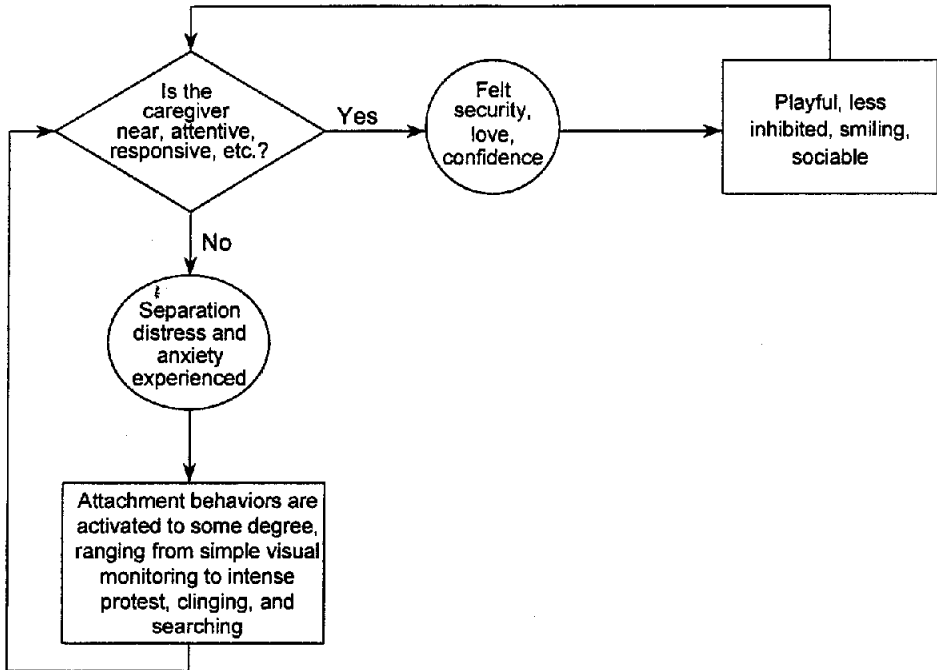 Is the
caregiver
near, attentive,
responsive, etc.?
Yes
Felt
security,
love,
confidence
Playful, less
inhibited, smiling,
sociable
No
Separation
distress and
anxiety
experienced
Attachment behaviors are
activated to some degree,
ranging from simple visual
monitoring to intense
protest, clinging, and
searching